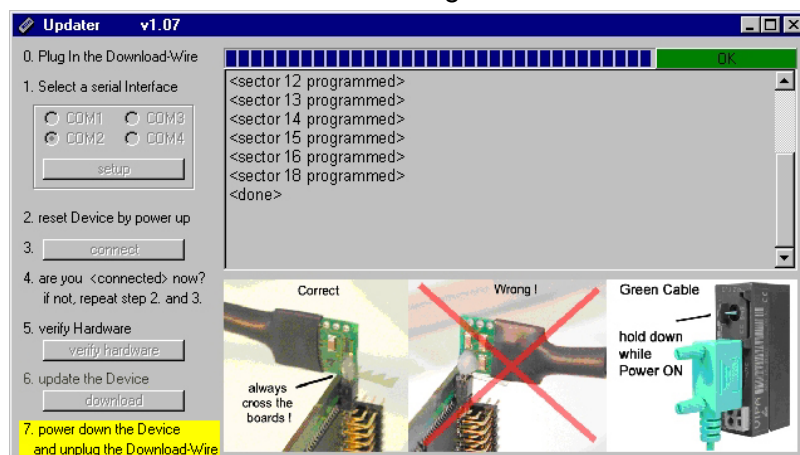 Updater v1.07
0. Plug In the Download-Wire
OK
1. Select a serial Interface
COM1 COM3
COM2 COM4
setup
<sector 12 programmed>
<sector 13 programmed>
<sector 14 programmed>
<sector 15 programmed>
<sector 16 programmed>
<sector 18 programmed>
<done>
2. reset Device by power up
3. connect
4. are you <connected> now?
if not, repeat step 2. and 3.
5. verify Hardware
verify hardware
6. update the Device
download
7. power down the Device
and unplug the Download-Wire
Correct
always
cross the
boards !
Wrong !
Green Cable
hold down
while
Power ON